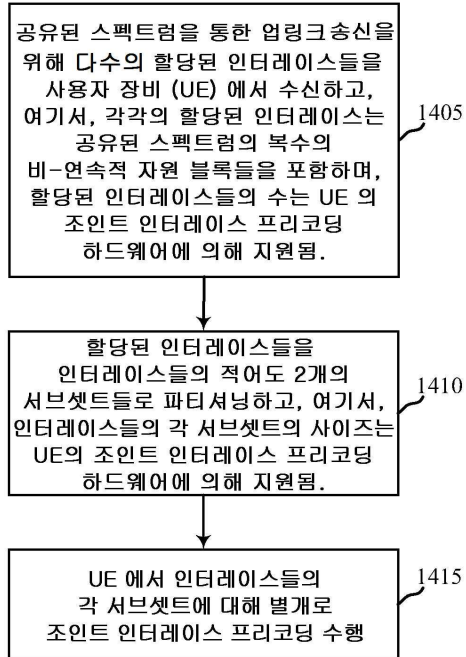 공유된 스펙트럼을 통한 업링크 송신을
위해 다수의 할당된 인터레이스들을
사용자 장비 (UE) 에서 수신하고,
여기서, 각각의 할당된 인터레이스는
공유된 스펙트럼의 복수의
비-연속적 자원 블록들을 포함하며,
할당된 인터레이스들의 수는 UE 의
조인트 인터레이스 프리코딩
하드웨어에 의해 지원됨.
1405
할당된 인터레이스들을
인터레이스들의 적어도 2개의
서브셋트들로 파티셔닝하고, 여기서,
인터레이스들의 각 서브셋트의 사이즈는
UE의 조인트 인터레이스 프리코딩
하드웨어에 의해 지원됨.
1410
UE 에서 인터레이스들의
각 서브셋트에 대해 별개로
조인트 인터레이스 프리코딩 수행
1415